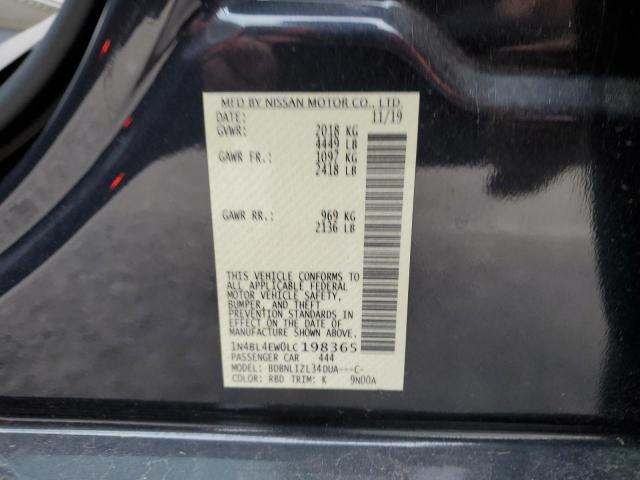 MFD BY NISSAN MOTOR CO., LTD.
DATE: 11/19
GVWR: 2018 KG
4449 LB
GAWR FR.: 1097 KG
2418 LB
GAWR RR.: 969 KG
2136 LB
THIS VEHICLE CONFORMS TO
ALL APPLICABLE FEDERAL
MOTOR VEHICLE SAFETY,
BUMPER, AND THEFT
PREVENTION STANDARDS
IN EFFECT ON THE DATE OF
MANUFACTURE SHOWN ABOVE.
1N4BL4EW0LC198365
PASSENGER CAR 444
MODEL: BDBNLIZL34DUA---C-
COLOR: RBD TRIM: K 9N00A